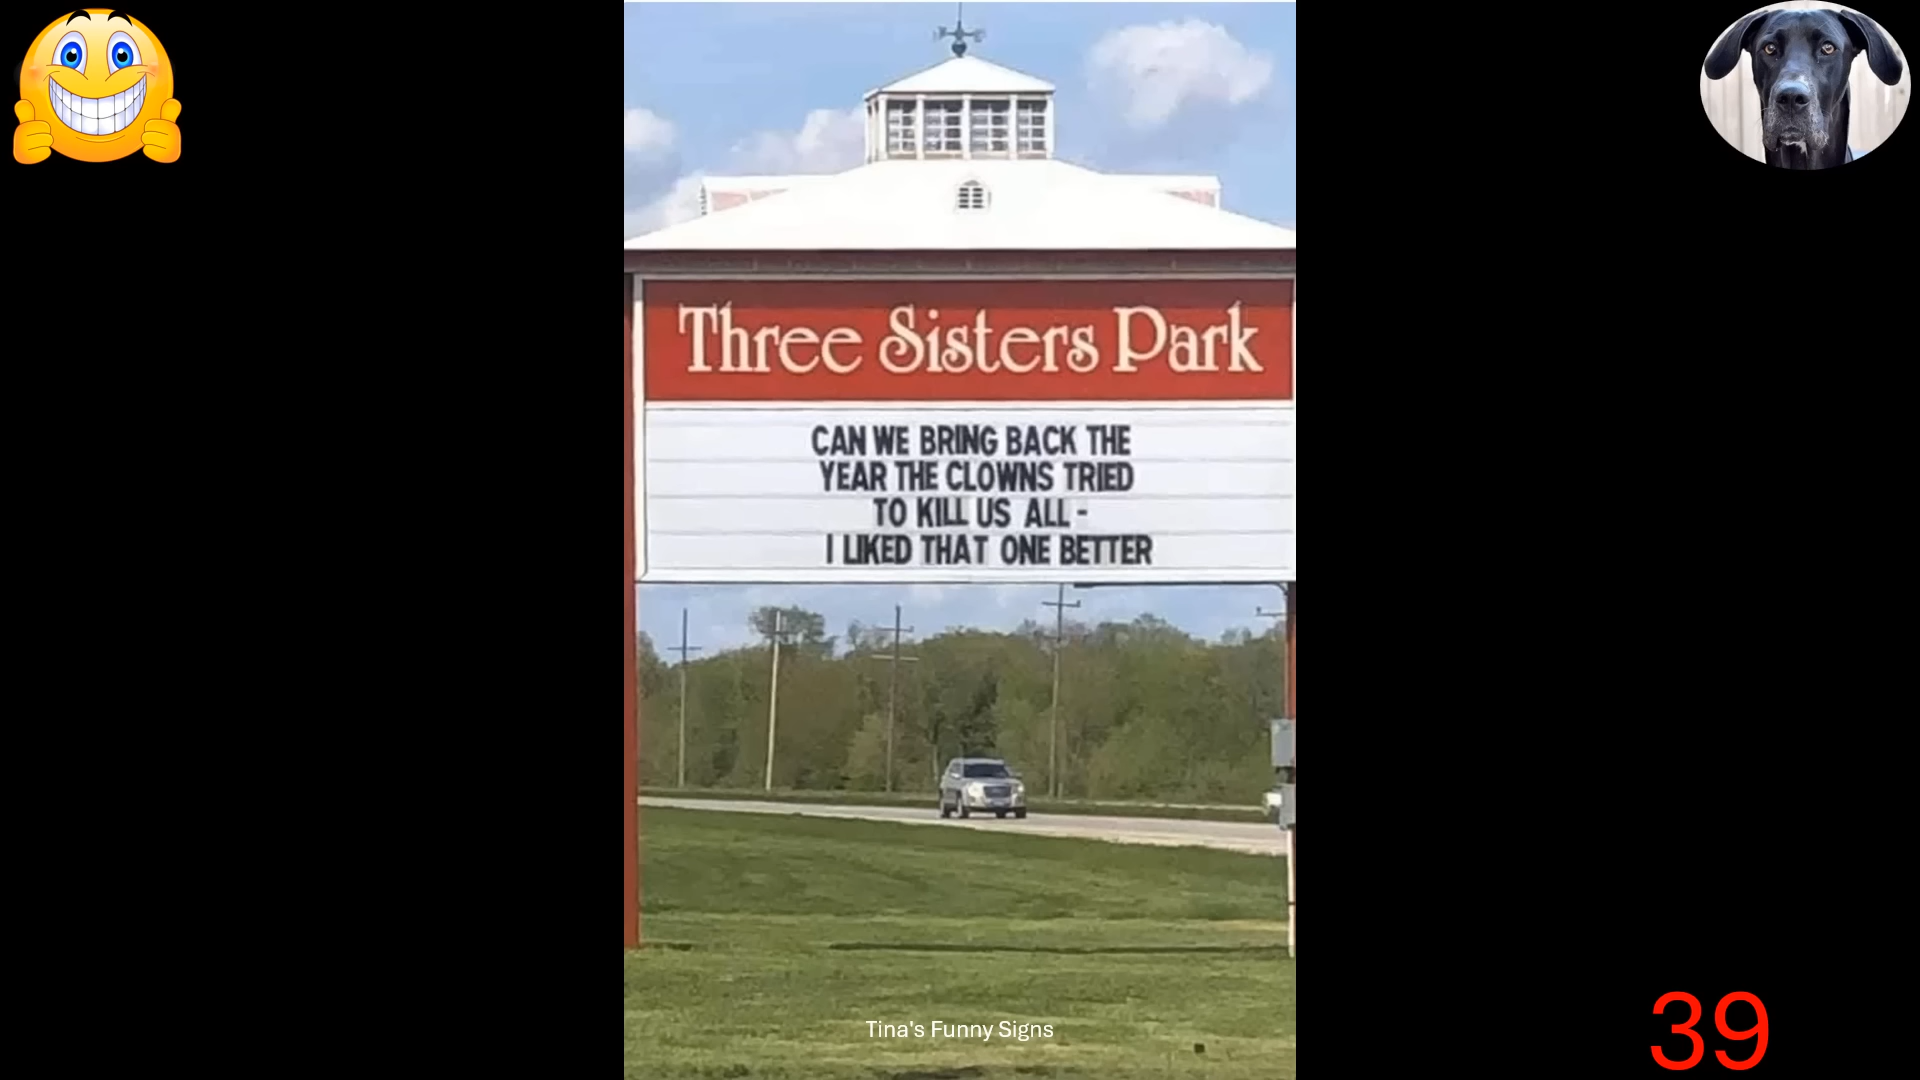 Three Sisters Park
CAN WE BRING BACK THE
YEAR THE CLOWNS TRIED
TO KILL US ALL -
I LIKED THAT ONE BETTER
Tina's Funny Signs
39